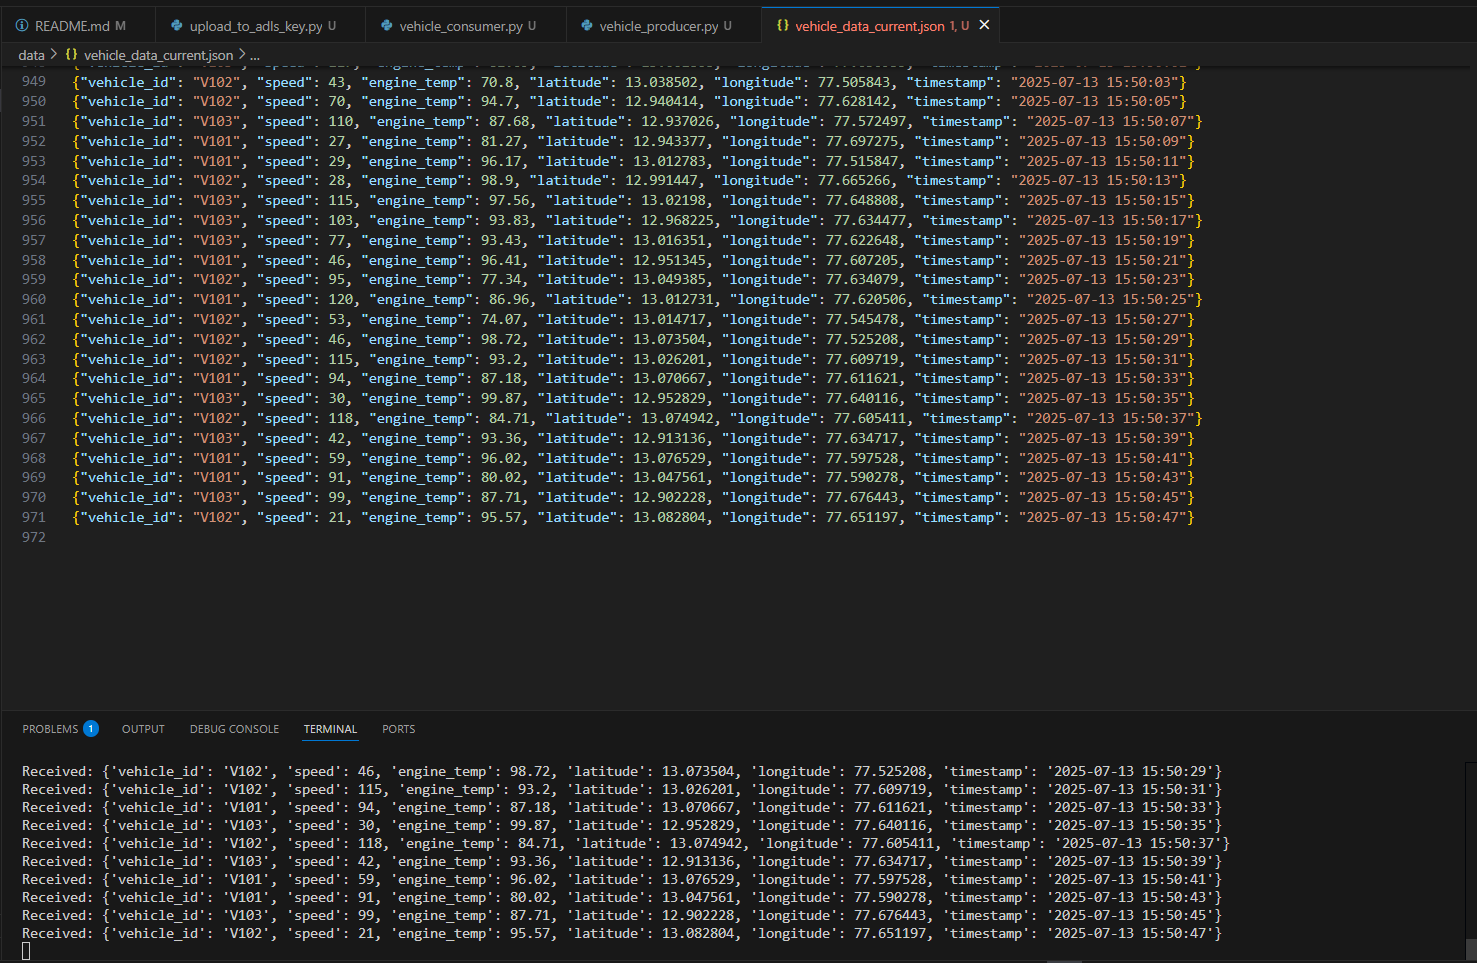 README.md M upload_to_adls_key.py U vehicle_consumer.py U vehicle_producer.py U {} vehicle_data_current.json 1, U
data > {} vehicle_data_current.json > ...
949 {"vehicle_id": "V102", "speed": 43, "engine_temp": 70.8, "latitude": 13.038502, "longitude": 77.505843, "timestamp": "2025-07-13 15:50:03"}
950 {"vehicle_id": "V102", "speed": 70, "engine_temp": 94.7, "latitude": 12.940414, "longitude": 77.628142, "timestamp": "2025-07-13 15:50:05"}
951 {"vehicle_id": "V103", "speed": 110, "engine_temp": 87.68, "latitude": 12.937026, "longitude": 77.572497, "timestamp": "2025-07-13 15:50:07"}
952 {"vehicle_id": "V101", "speed": 27, "engine_temp": 81.27, "latitude": 12.943377, "longitude": 77.697275, "timestamp": "2025-07-13 15:50:09"}
953 {"vehicle_id": "V101", "speed": 29, "engine_temp": 96.17, "latitude": 13.012783, "longitude": 77.515847, "timestamp": "2025-07-13 15:50:11"}
954 {"vehicle_id": "V102", "speed": 28, "engine_temp": 98.9, "latitude": 12.991447, "longitude": 77.665266, "timestamp": "2025-07-13 15:50:13"}
955 {"vehicle_id": "V103", "speed": 115, "engine_temp": 97.56, "latitude": 13.02198, "longitude": 77.648808, "timestamp": "2025-07-13 15:50:15"}
956 {"vehicle_id": "V103", "speed": 103, "engine_temp": 93.83, "latitude": 12.968225, "longitude": 77.634477, "timestamp": "2025-07-13 15:50:17"}
957 {"vehicle_id": "V103", "speed": 77, "engine_temp": 93.43, "latitude": 13.016351, "longitude": 77.622648, "timestamp": "2025-07-13 15:50:19"}
958 {"vehicle_id": "V101", "speed": 46, "engine_temp": 96.41, "latitude": 12.951345, "longitude": 77.607205, "timestamp": "2025-07-13 15:50:21"}
959 {"vehicle_id": "V102", "speed": 95, "engine_temp": 77.34, "latitude": 13.049385, "longitude": 77.634079, "timestamp": "2025-07-13 15:50:23"}
960 {"vehicle_id": "V101", "speed": 120, "engine_temp": 86.96, "latitude": 13.012731, "longitude": 77.620506, "timestamp": "2025-07-13 15:50:25"}
961 {"vehicle_id": "V102", "speed": 53, "engine_temp": 74.07, "latitude": 13.014717, "longitude": 77.545478, "timestamp": "2025-07-13 15:50:27"}
962 {"vehicle_id": "V102", "speed": 46, "engine_temp": 98.72, "latitude": 13.073504, "longitude": 77.525208, "timestamp": "2025-07-13 15:50:29"}
963 {"vehicle_id": "V102", "speed": 115, "engine_temp": 93.2, "latitude": 13.026201, "longitude": 77.609719, "timestamp": "2025-07-13 15:50:31"}
964 {"vehicle_id": "V101", "speed": 94, "engine_temp": 87.18, "latitude": 13.070667, "longitude": 77.611621, "timestamp": "2025-07-13 15:50:33"}
965 {"vehicle_id": "V103", "speed": 30, "engine_temp": 99.87, "latitude": 12.952829, "longitude": 77.640116, "timestamp": "2025-07-13 15:50:35"}
966 {"vehicle_id": "V102", "speed": 118, "engine_temp": 84.71, "latitude": 13.074942, "longitude": 77.605411, "timestamp": "2025-07-13 15:50:37"}
967 {"vehicle_id": "V103", "speed": 42, "engine_temp": 93.36, "latitude": 12.913136, "longitude": 77.634717, "timestamp": "2025-07-13 15:50:39"}
968 {"vehicle_id": "V101", "speed": 59, "engine_temp": 96.02, "latitude": 13.076529, "longitude": 77.597528, "timestamp": "2025-07-13 15:50:41"}
969 {"vehicle_id": "V101", "speed": 91, "engine_temp": 80.02, "latitude": 13.047561, "longitude": 77.590278, "timestamp": "2025-07-13 15:50:43"}
970 {"vehicle_id": "V103", "speed": 99, "engine_temp": 87.71, "latitude": 12.902228, "longitude": 77.676443, "timestamp": "2025-07-13 15:50:45"}
971 {"vehicle_id": "V102", "speed": 21, "engine_temp": 95.57, "latitude": 13.082804, "longitude": 77.651197, "timestamp": "2025-07-13 15:50:47"}
972
PROBLEMS 1 OUTPUT DEBUG CONSOLE TERMINAL PORTS
Received: {'vehicle_id': 'V102', 'speed': 46, 'engine_temp': 98.72, 'latitude': 13.073504, 'longitude': 77.525208, 'timestamp': '2025-07-13 15:50:29'}
Received: {'vehicle_id': 'V102', 'speed': 115, 'engine_temp': 93.2, 'latitude': 13.026201, 'longitude': 77.609719, 'timestamp': '2025-07-13 15:50:31'}
Received: {'vehicle_id': 'V101', 'speed': 94, 'engine_temp': 87.18, 'latitude': 13.070667, 'longitude': 77.611621, 'timestamp': '2025-07-13 15:50:33'}
Received: {'vehicle_id': 'V103', 'speed': 30, 'engine_temp': 99.87, 'latitude': 12.952829, 'longitude': 77.640116, 'timestamp': '2025-07-13 15:50:35'}
Received: {'vehicle_id': 'V102', 'speed': 118, 'engine_temp': 84.71, 'latitude': 13.074942, 'longitude': 77.605411, 'timestamp': '2025-07-13 15:50:37'}
Received: {'vehicle_id': 'V103', 'speed': 42, 'engine_temp': 93.36, 'latitude': 12.913136, 'longitude': 77.634717, 'timestamp': '2025-07-13 15:50:39'}
Received: {'vehicle_id': 'V101', 'speed': 59, 'engine_temp': 96.02, 'latitude': 13.076529, 'longitude': 77.597528, 'timestamp': '2025-07-13 15:50:41'}
Received: {'vehicle_id': 'V101', 'speed': 91, 'engine_temp': 80.02, 'latitude': 13.047561, 'longitude': 77.590278, 'timestamp': '2025-07-13 15:50:43'}
Received: {'vehicle_id': 'V103', 'speed': 99, 'engine_temp': 87.71, 'latitude': 12.902228, 'longitude': 77.676443, 'timestamp': '2025-07-13 15:50:45'}
Received: {'vehicle_id': 'V102', 'speed': 21, 'engine_temp': 95.57, 'latitude': 13.082804, 'longitude': 77.651197, 'timestamp': '2025-07-13 15:50:47'}